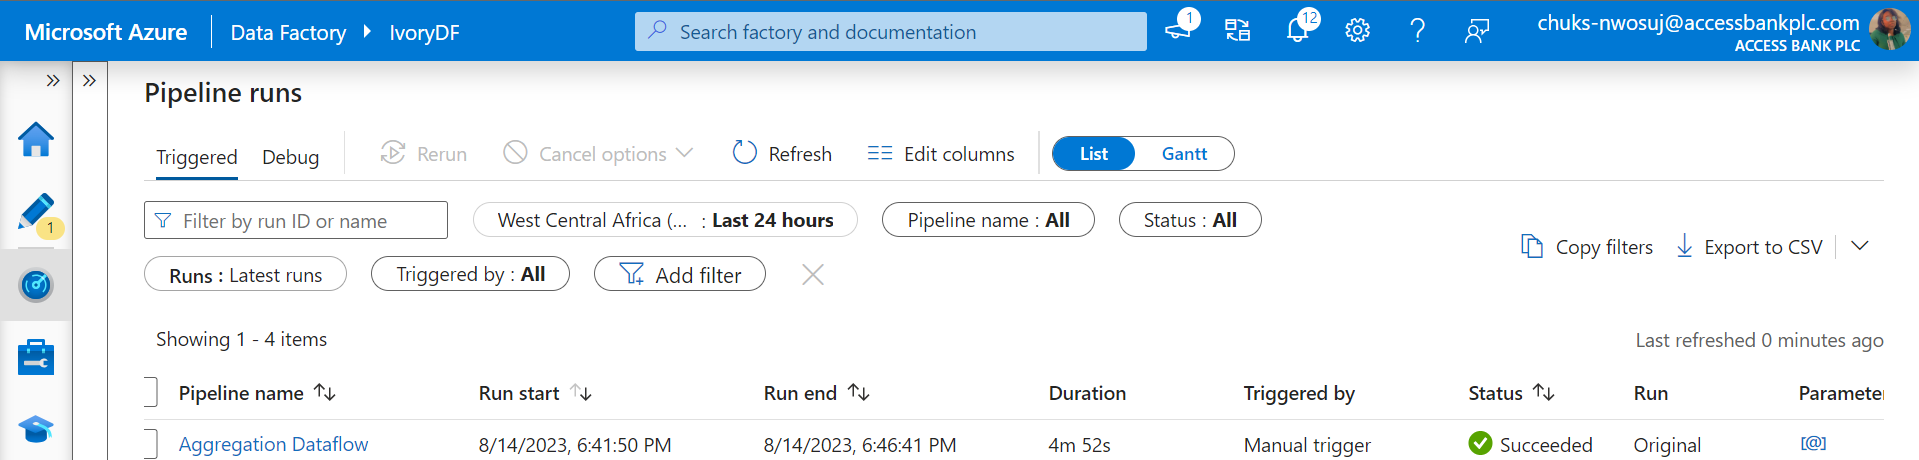 Microsoft Azure Data Factory IvoryDF Search factory and documentation 1 12 chuks-nwosuj@accessbankplc.com
ACCESS BANK PLC
Pipeline runs
Triggered Debug Rerun Cancel options Refresh Edit columns List Gantt
Filter by run ID or name West Central Africa (... : Last 24 hours Pipeline name : All Status : All
1
Copy filters Export to CSV
Runs : Latest runs Triggered by : All Add filter
Showing 1 - 4 items Last refreshed 0 minutes ago
Pipeline name Run start Run end Duration Triggered by Status Run Parameter
Aggregation Dataflow 8/14/2023, 6:41:50 PM 8/14/2023, 6:46:41 PM 4m 52s Manual trigger Succeeded Original [@]